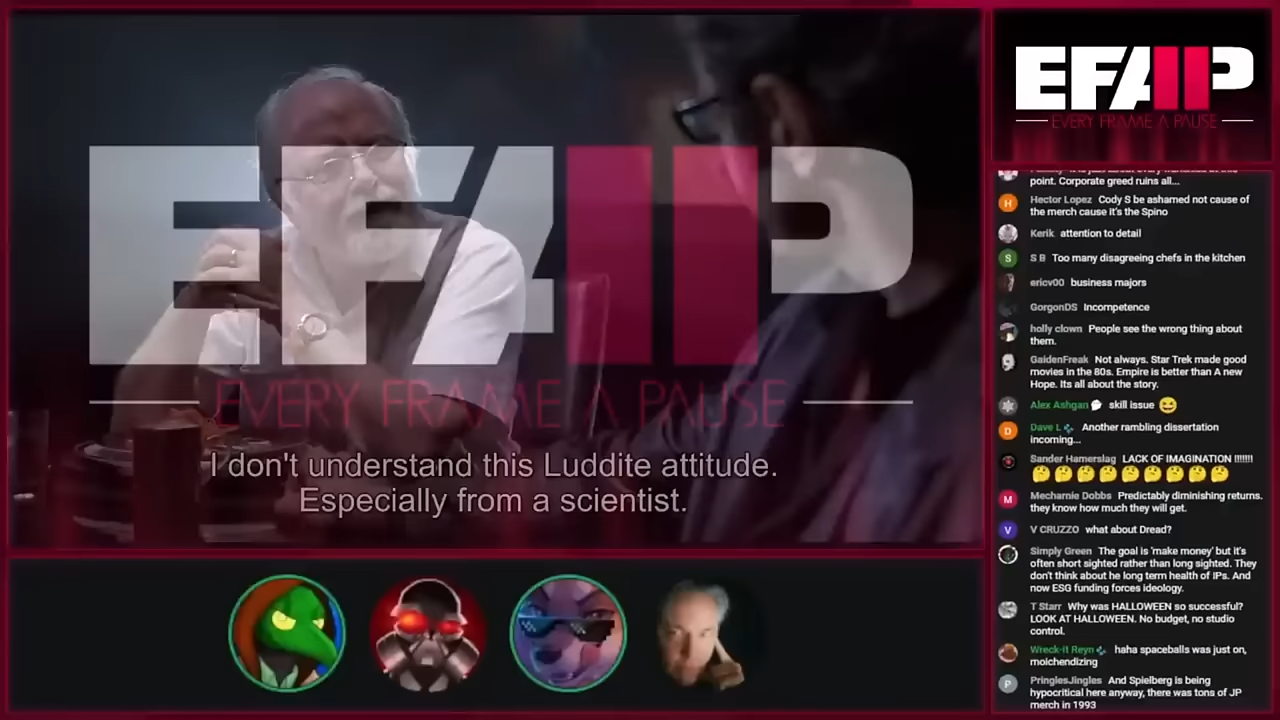 EFAP
EVERY FRAME A PAUSE
I don't understand this Luddite attitude.
Especially from a scientist.
EFAP
EVERY FRAME A PAUSE
point. Corporate greed ruins all...
H
Hector Lopez Cody S be ashamed not cause of
the merch cause it's the Spino
Kerik attention to detail
S
S B Too many disagreeing chefs in the kitchen
ericv00 business majors
GorgonDS Incompetence
holly clown People see the wrong thing about
them.
GaidenFreak Not always. Star Trek made good
movies in the 80s. Empire is better than A new
Hope. Its all about the story.
Alex Ashgan skill issue 😆
D
Dave L Another rambling dissertation
incoming...
Sander Hamerslag LACK OF IMAGINATION !!!!!!!
🤔🤔🤔🤔🤔🤔🤔🤔🤔
M
Mecharnie Dobbs Predictably diminishing returns.
they know how much they will get.
V
V CRUZZO what about Dread?
Simply Green The goal is 'make money' but it's
often short sighted rather than long sighted. They
don't think about he long term health of IPs. And
now ESG funding forces ideology.
T Starr Why was HALLOWEEN so successful?
LOOK AT HALLOWEEN. No budget, no studio
control.
Wreck-It Reyn haha spaceballs was just on,
moichendizing
P
PringlesJingles And Spielberg is being
hypocritical here anyway, there was tons of JP
merch in 1993